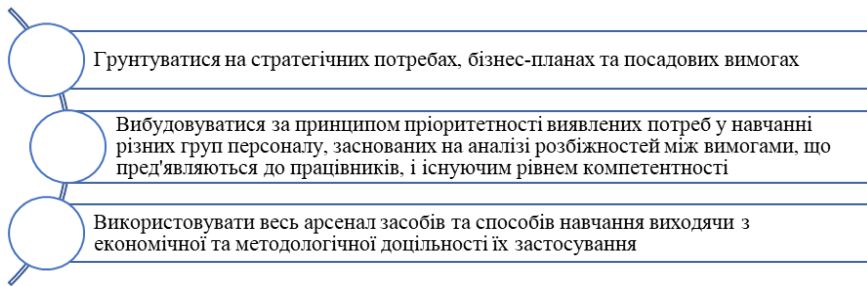 Грунтуватися на стратегічних потребах, бізнес-планах та посадових вимогах
Вибудовуватися за принципом пріоритетності виявлених потреб у навчанні
різних груп персоналу, заснованих на аналізі розбіжностей між вимогами, що
пред'являються до працівників, і існуючим рівнем компетентності
Використовувати весь арсенал засобів та способів навчання виходячи з
економічної та методологічної доцільності їх застосування